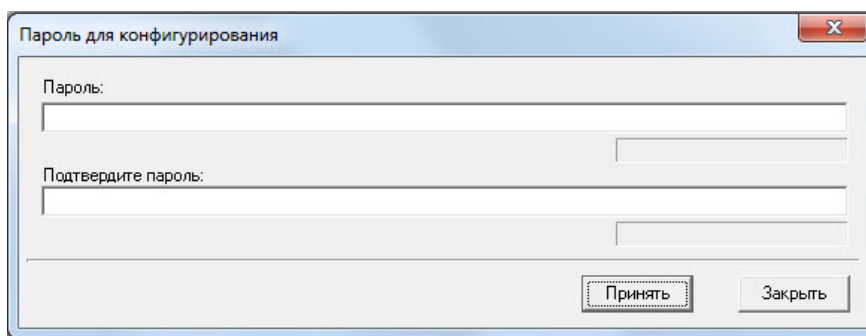 Пароль для конфигурирования
Пароль:
Подтвердите пароль:
Принять
Закрыть